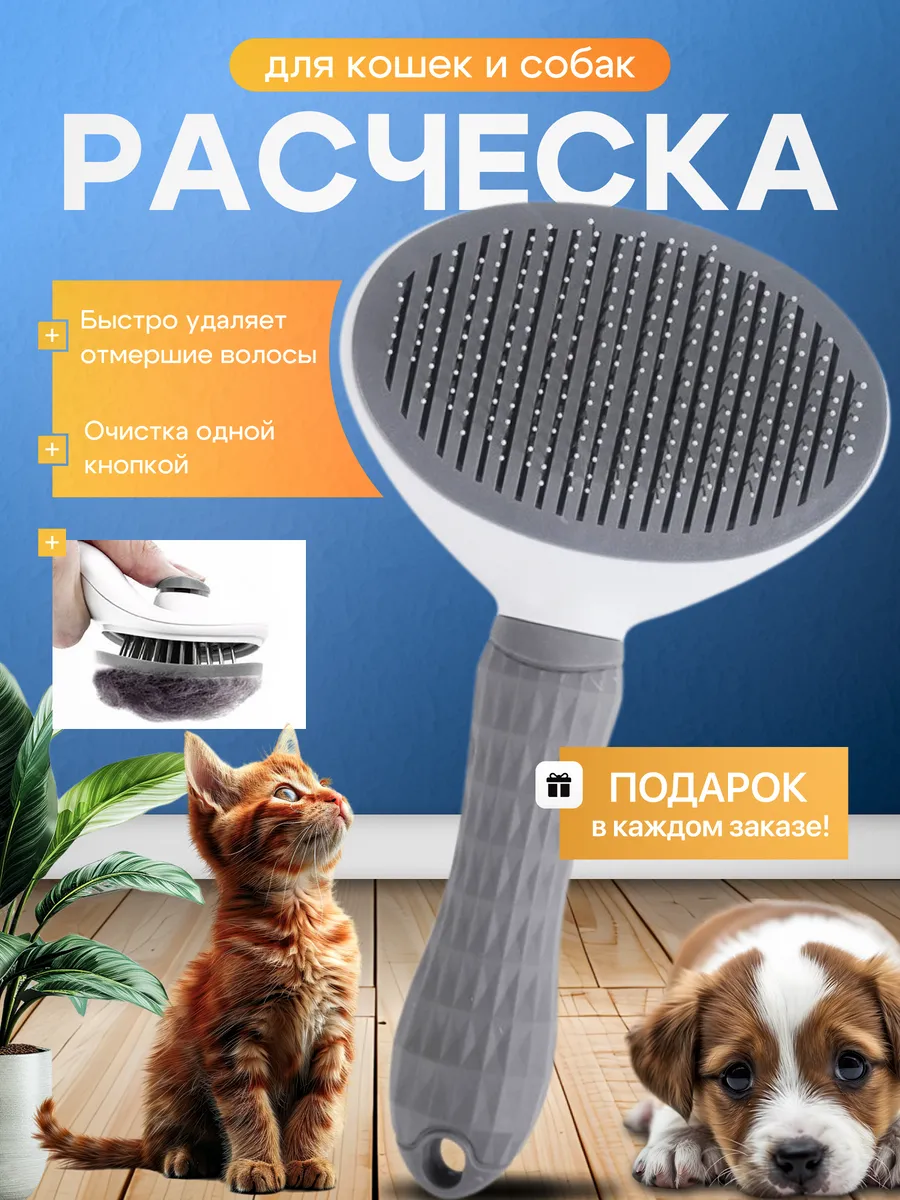 для кошек и собак
РАСЧЕСКА
Быстро удаляет
отмершие волосы
Очистка одной
кнопкой
ПОДАРОК
в каждом заказе!